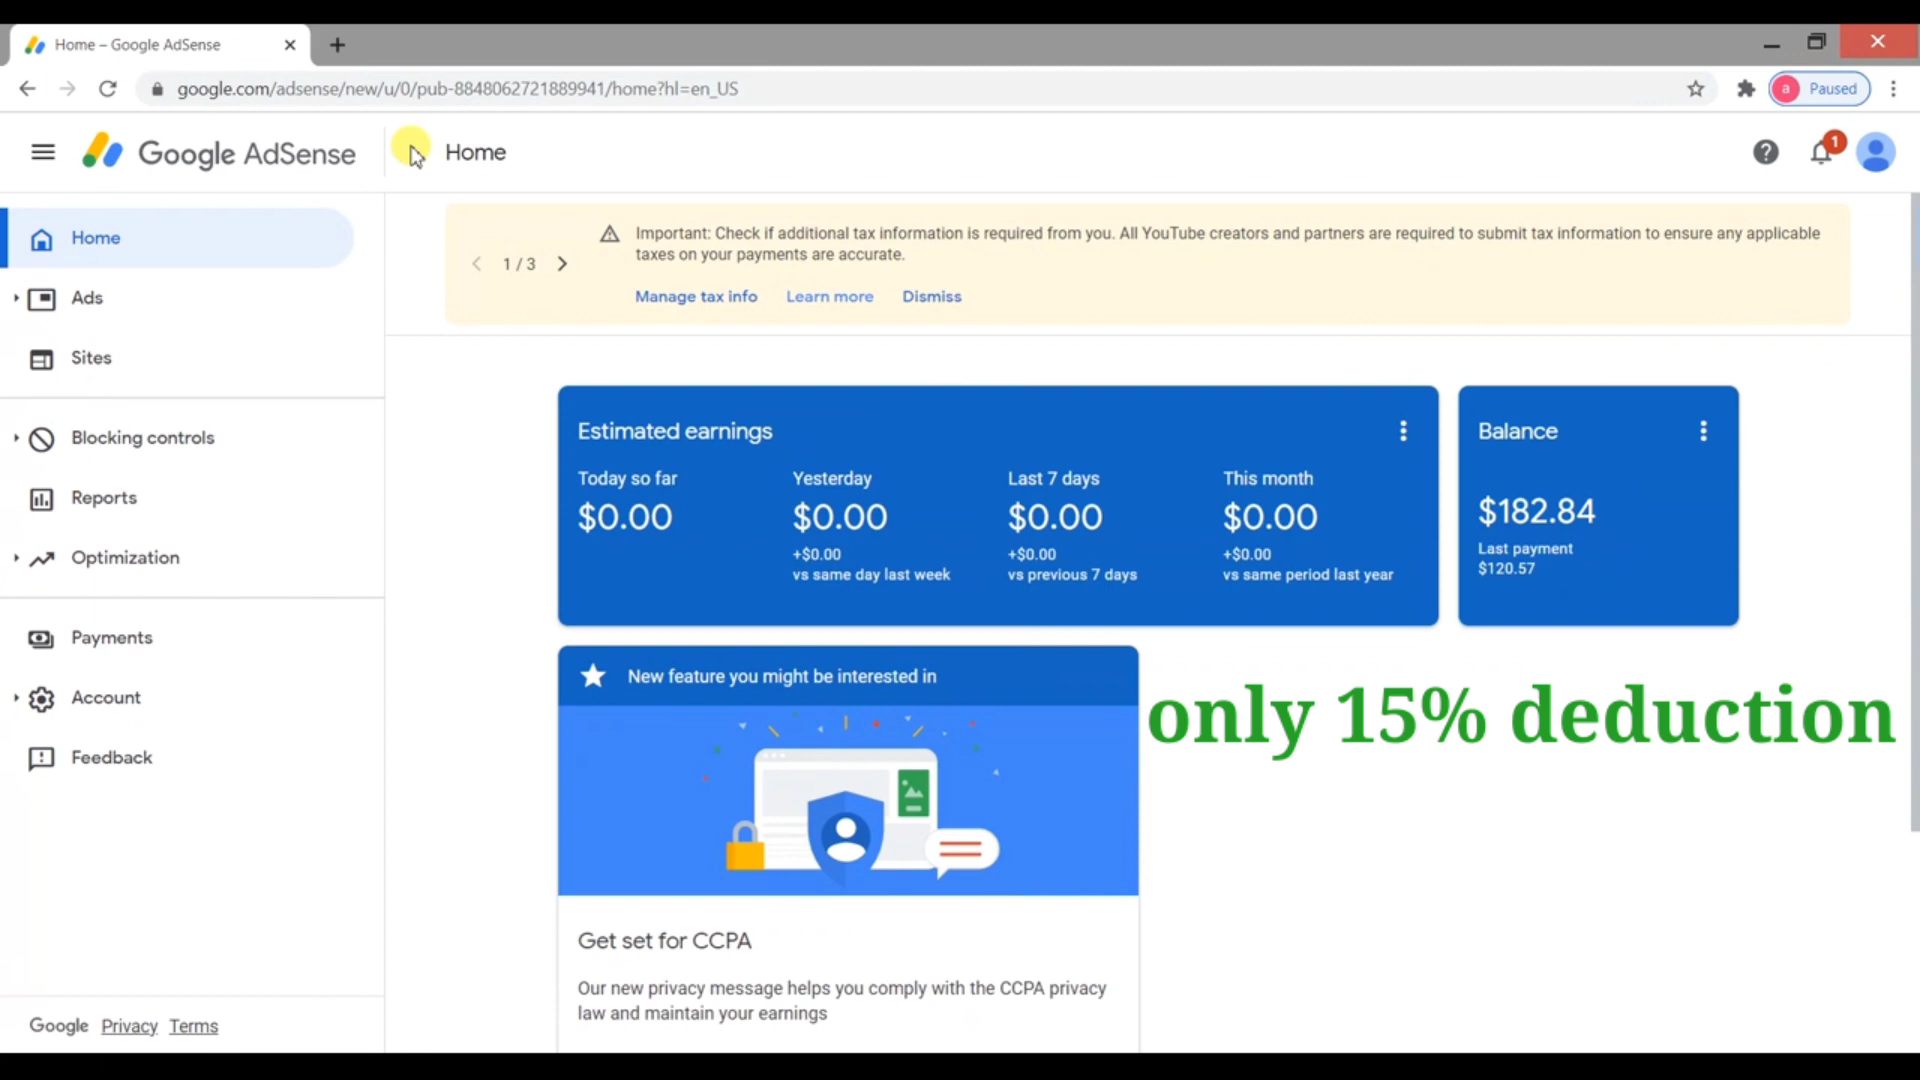 Home – Google AdSense
google.com/adsense/new/u/0/pub-8848062721889941/home?hl=en_US
a Paused
Google AdSense
Home
1
Home
Ads
Sites
Blocking controls
Reports
Optimization
Payments
Account
Feedback
Google Privacy Terms
1 / 3
Important: Check if additional tax information is required from you. All YouTube creators and partners are required to submit tax information to ensure any applicable
taxes on your payments are accurate.
Manage tax info Learn more Dismiss
Estimated earnings
Today so far
$0.00
Yesterday
$0.00
+$0.00
vs same day last week
Last 7 days
$0.00
+$0.00
vs previous 7 days
This month
$0.00
+$0.00
vs same period last year
Balance
$182.84
Last payment
$120.57
New feature you might be interested in
only 15% deduction
Get set for CCPA
Our new privacy message helps you comply with the CCPA privacy
law and maintain your earnings